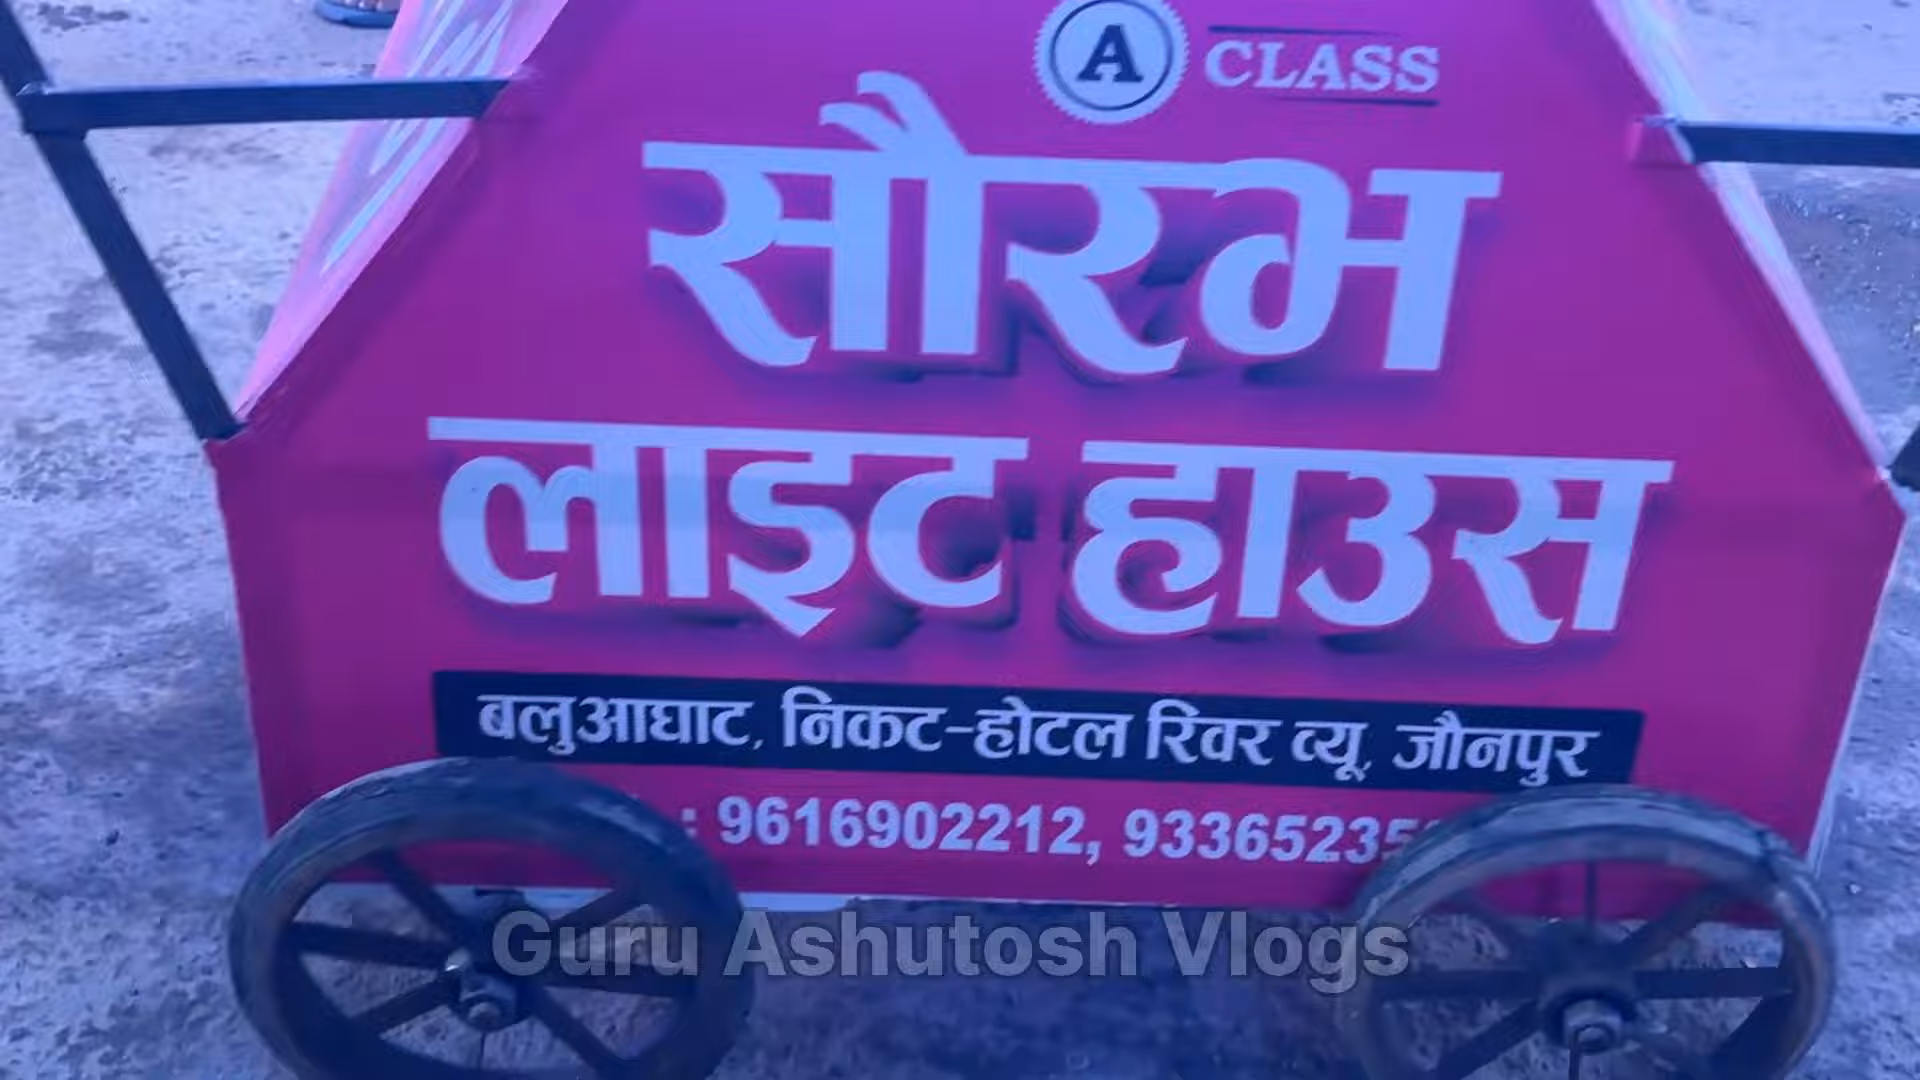 A CLASS
सौरभ
लाइट हाउस
बलुआघाट, निकट-होटल रिवर व्यू, जौनपुर
: 9616902212,
Guru Ashutosh Vlogs